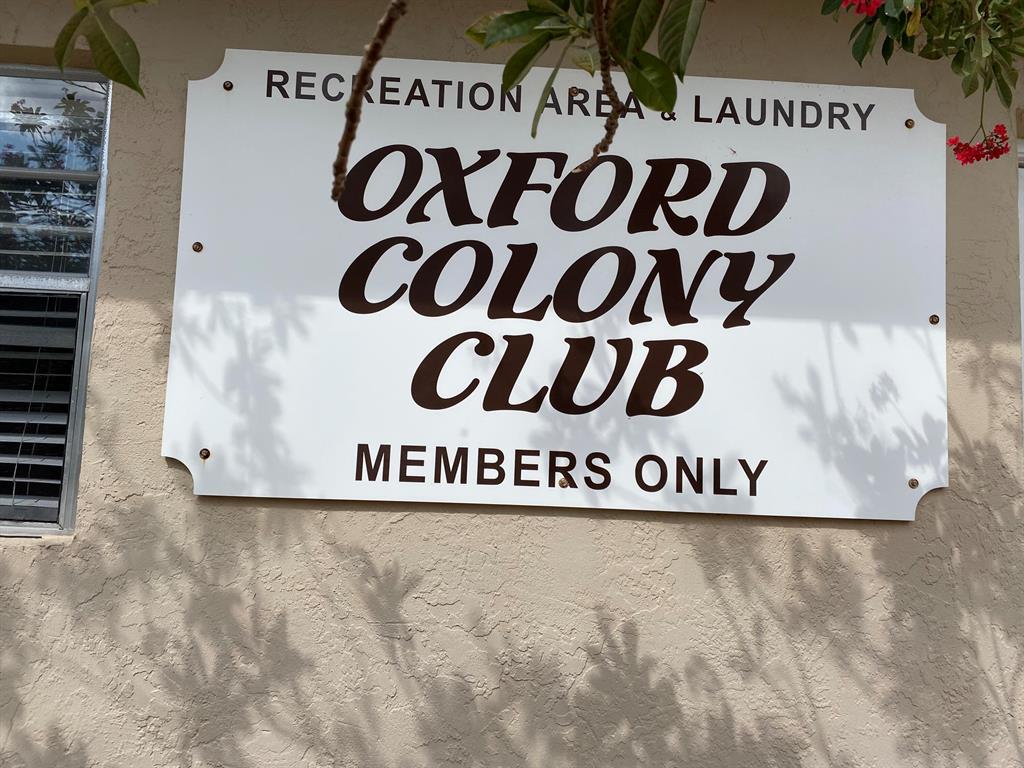 RECREATION AREA & LAUNDRY
OXFORD
COLONY
CLUB
MEMBERS ONLY